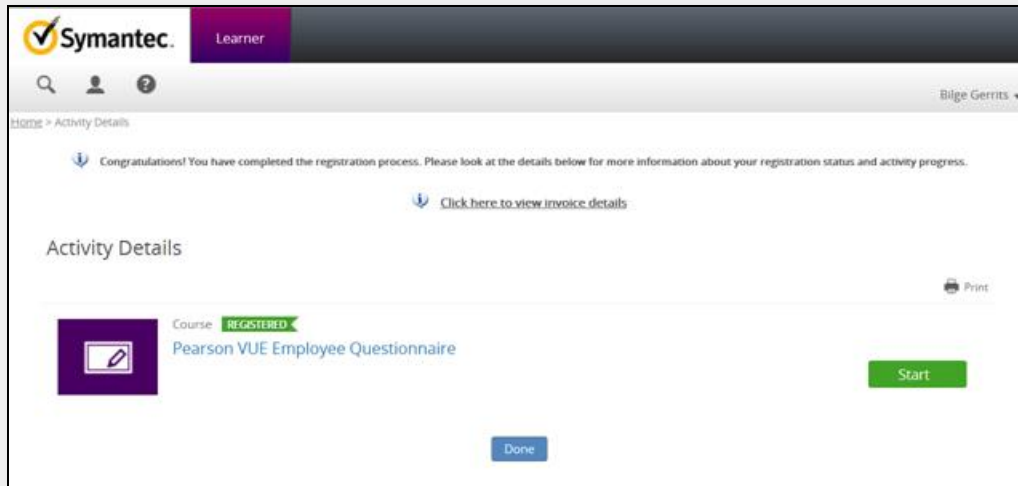 Symantec.
Learner
Bilge Gerrits
Home > Activity Details
Congratulations! You have completed the registration process. Please look at the details below for more information about your registration status and activity progress.
Click here to view invoice details
Activity Details
Print
Course REGISTERED
Pearson VUE Employee Questionnaire
Start
Done